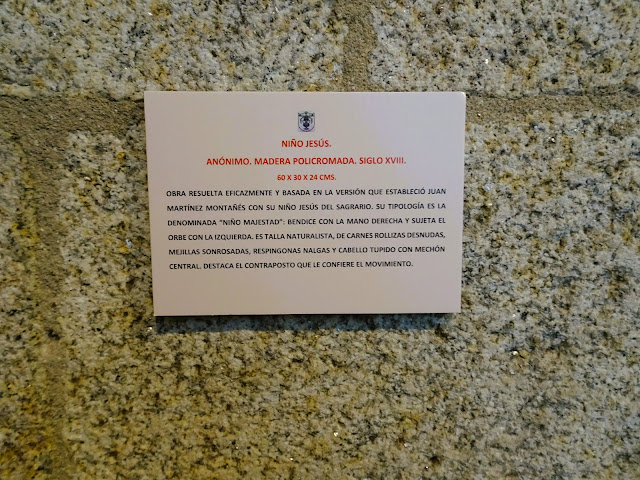 NIÑO JESÚS.
ANÓNIMO. MADERA POLICROMADA. SIGLO XVIII.
60 X 30 X 24 CMS.
OBRA RESUELTA EFICAZMENTE Y BASADA EN LA VERSIÓN QUE ESTABLECIÓ JUAN
MARTÍNEZ MONTAÑÉS CON SU NIÑO JESÚS DEL SAGRARIO. SU TIPOLOGÍA ES LA
DENOMINADA "NIÑO MAJESTAD": BENDICE CON LA MANO DERECHA Y SUJETA EL
ORBE CON LA IZQUIERDA. ES TALLA NATURALISTA, DE CARNES ROLLIZAS DESNUDAS,
MEJILLAS SONROSADAS, RESPINGONAS NALGAS Y CABELLO TUPIDO CON MECHÓN
CENTRAL. DESTACA EL CONTRAPOSTO QUE LE CONFIERE EL MOVIMIENTO.